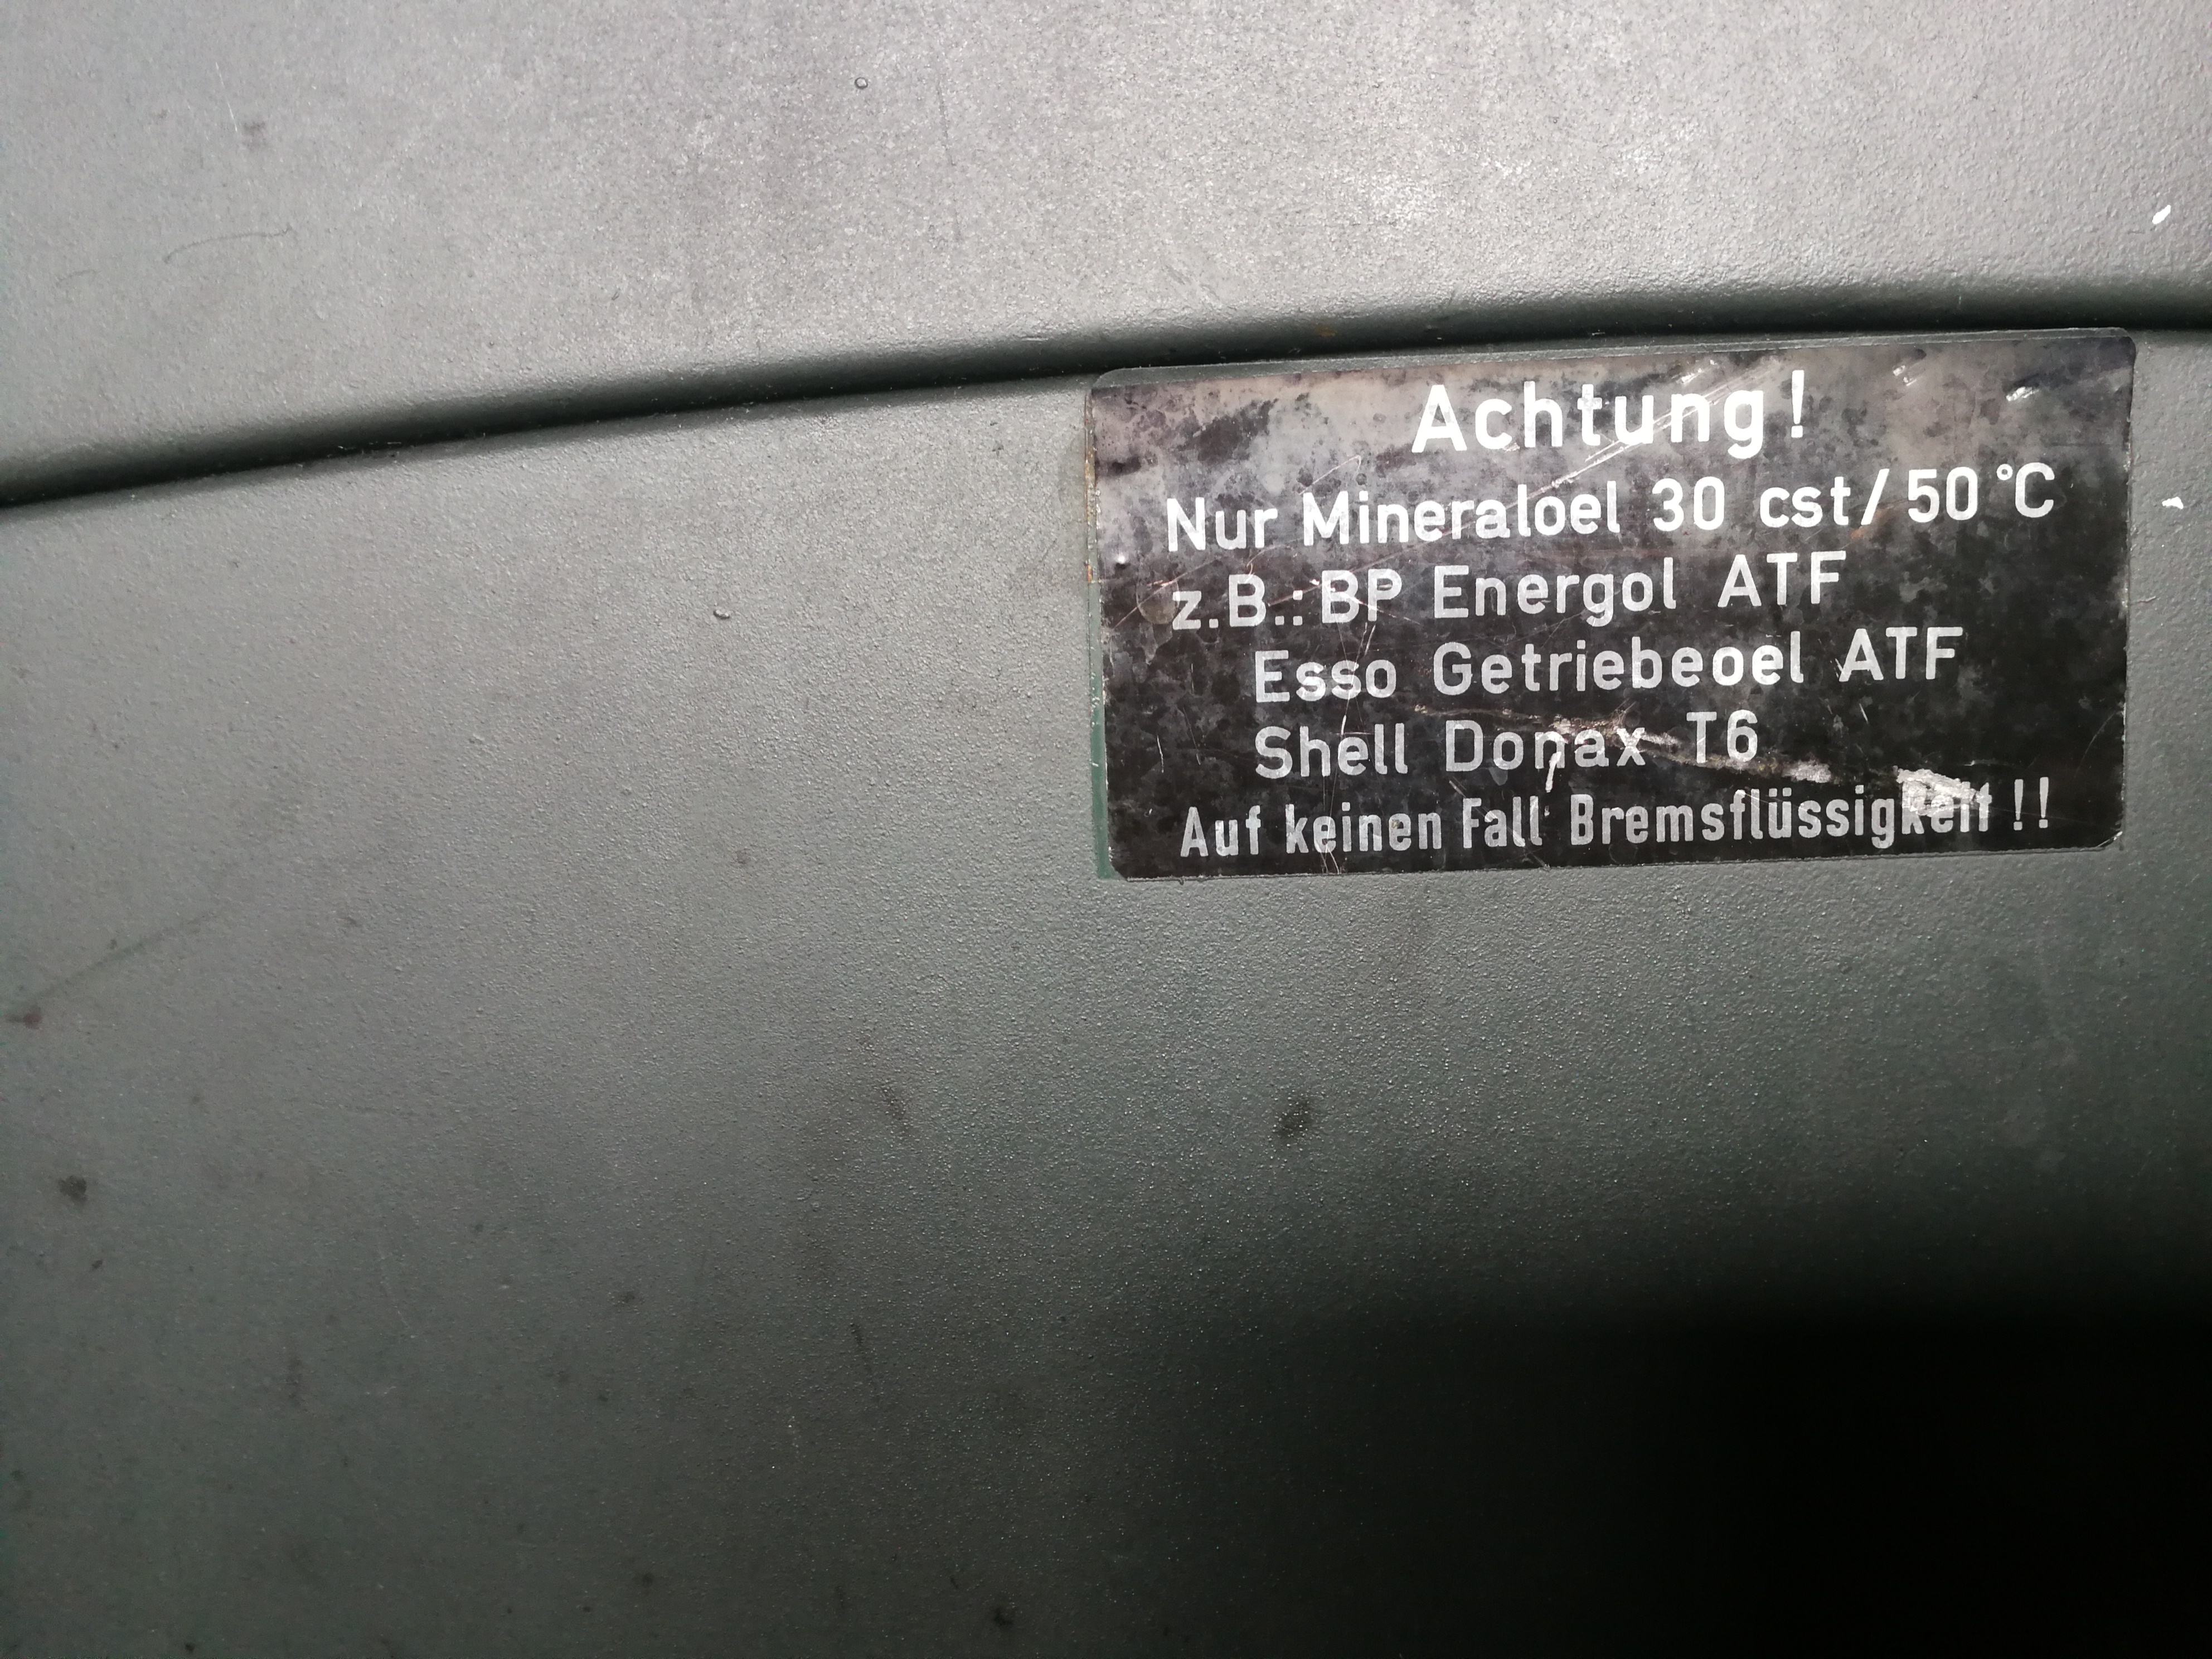 Achtung!
Nur Mineraloel 30 cst/50°C
z.B.: BP Energol ATF
Esso Getriebeoel ATF
Shell Donax T6
Auf keinen Fall Bremsflüssigkeit!!